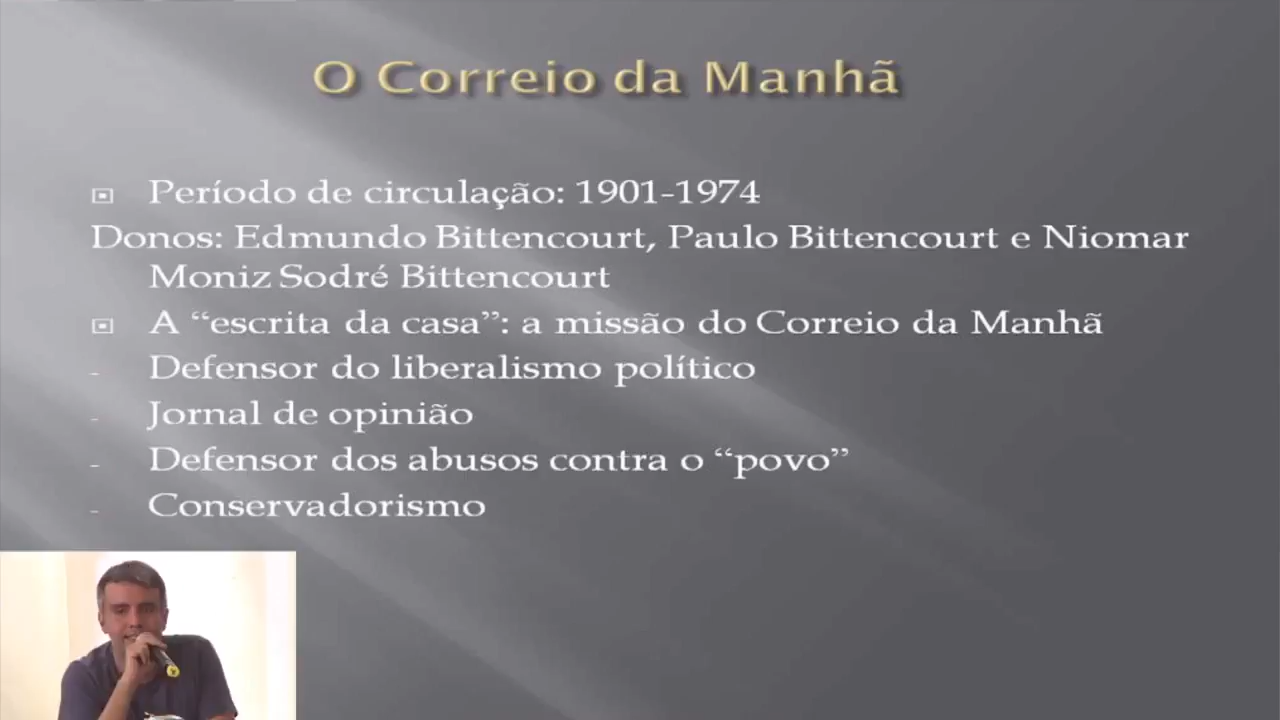 O Correio da Manhã
Período de circulação: 1901-1974
Donos: Edmundo Bittencourt, Paulo Bittencourt e Niomar
Moniz Sodré Bittencourt
A “escrita da casa”: a missão do Correio da Manhã
- Defensor do liberalismo político
- Jornal de opinião
- Defensor dos abusos contra o “povo”
- Conservadorismo